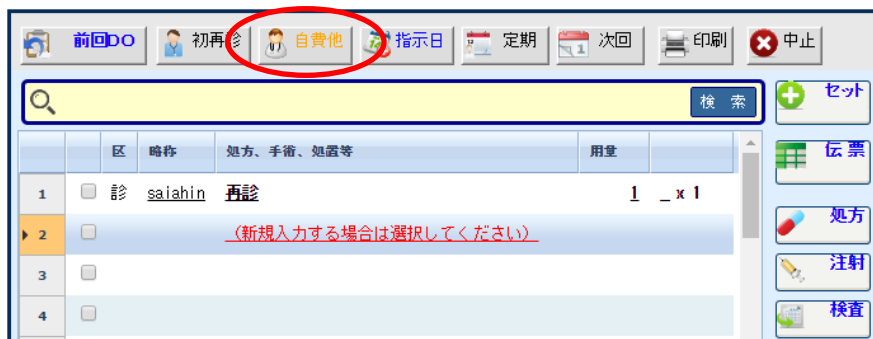 前回DO 初再診 自費他 指示日 定期 次回 印刷 中止
検 索
セット
伝票
区 略称 処方、手術、処置等 用量
1 診 saiahin 再診 1 _ x 1
2 （新規入力する場合は選択してください）
処方
3
注射
4
検査